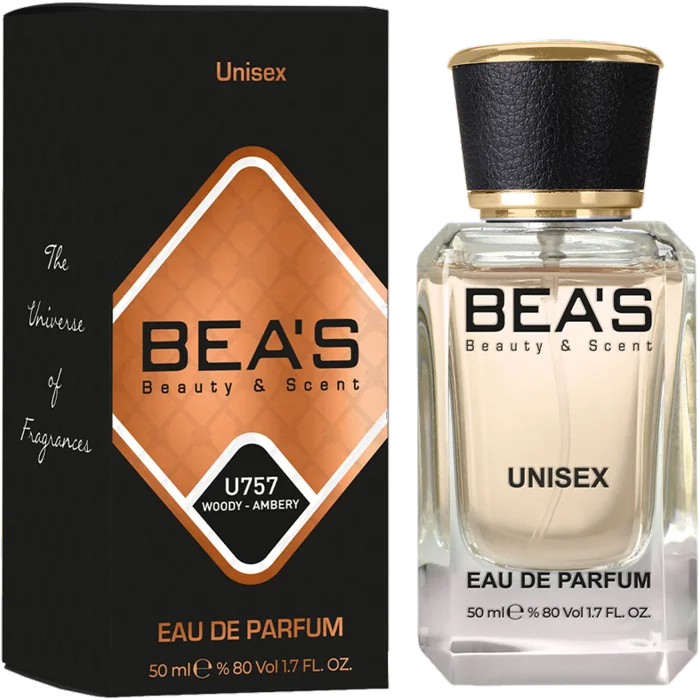 The
Universe
of
Fragrances
Unisex
BEA'S
Beauty & Scent
U757
WOODY - AMBERY
EAU DE PARFUM
50 ml ℮ % 80 Vol 1.7 FL. OZ.
BEA'S
Beauty & Scent
UNISEX
EAU DE PARFUM
50 ml ℮ % 80 Vol 1.7 FL. OZ.